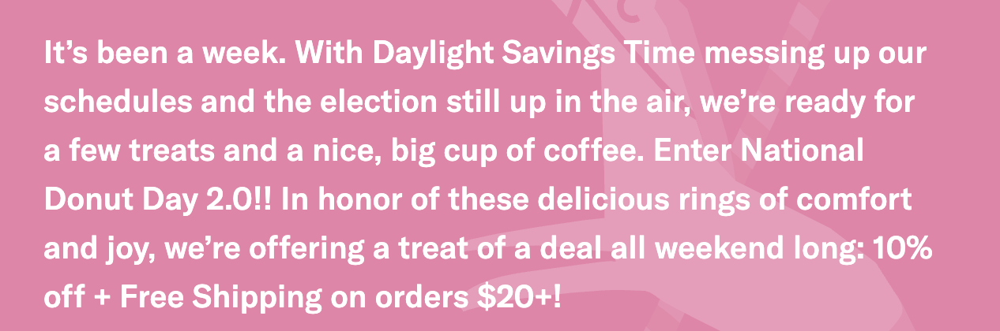 It’s been a week. With Daylight Savings Time messing up our
schedules and the election still up in the air, we’re ready for
a few treats and a nice, big cup of coffee. Enter National
Donut Day 2.0!! In honor of these delicious rings of comfort
and joy, we’re offering a treat of a deal all weekend long: 10%
off + Free Shipping on orders $20+!